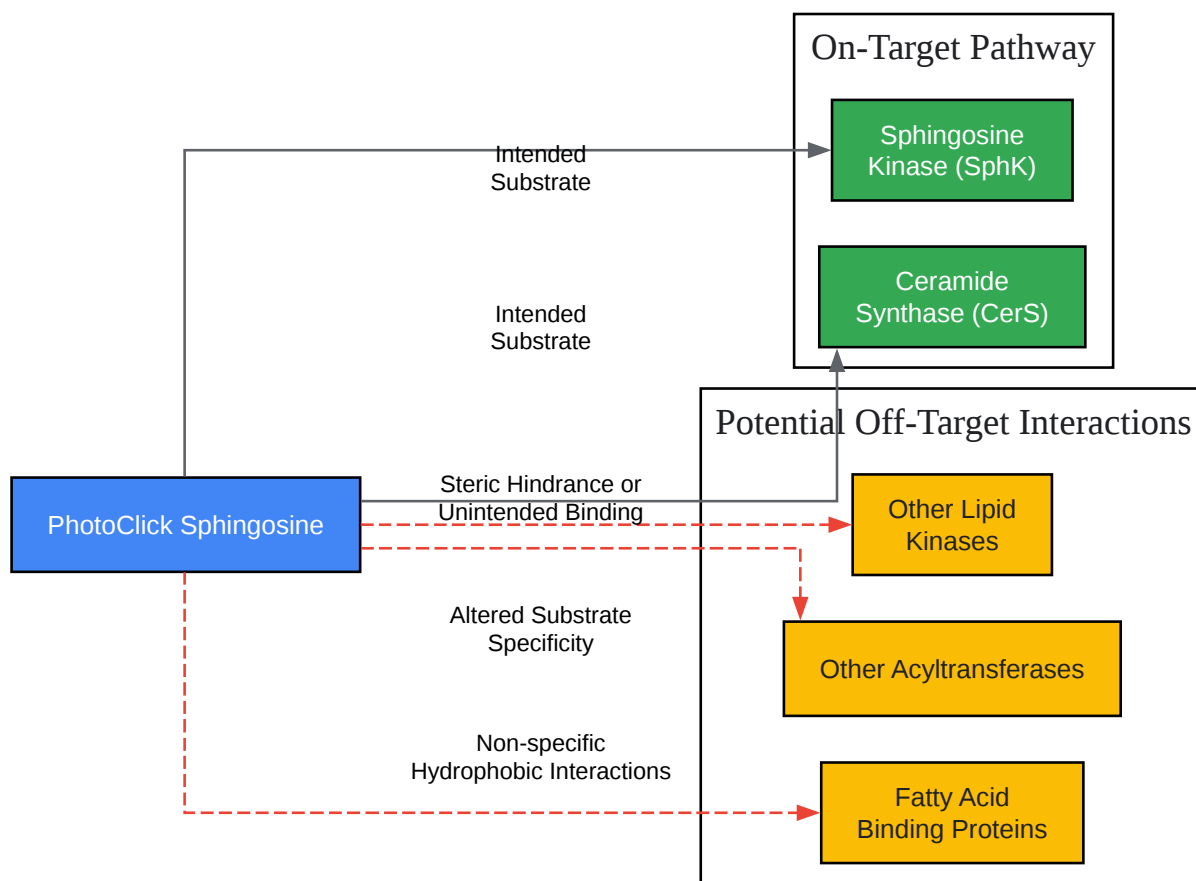 On-Target Pathway
Sphingosine
Kinase (SphK)
Intended
Substrate
Ceramide
Synthase (CerS)
Intended
Substrate
Potential Off-Target Interactions
PhotoClick Sphingosine
Steric Hindrance or
Unintended Binding
Other Lipid
Kinases
Altered Substrate
Specificity
Other Acyltransferases
Non-specific
Hydrophobic Interactions
Fatty Acid
Binding Proteins